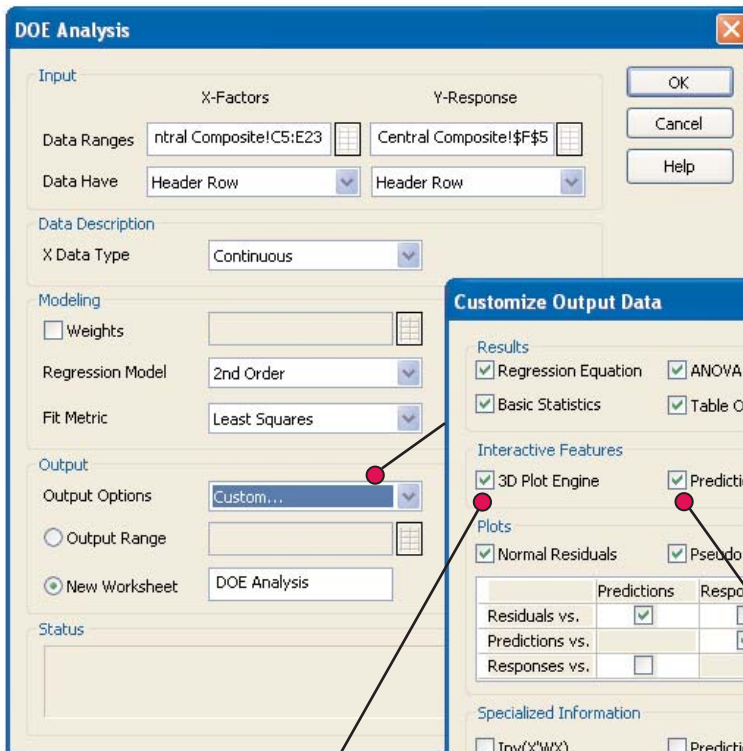 DOE Analysis
Input
X-Factors Y-Response
OK
Data Ranges ntral Composite!C5:E23 Central Composite!$F$5
Cancel
Data Have Header Row Header Row
Help
Data Description
X Data Type Continuous
Modeling
Weights
Regression Model 2nd Order
Fit Metric Least Squares
Output
Output Options Custom...
Output Range
New Worksheet DOE Analysis
Status
Customize Output Data
Results
Regression Equation ANOVA
Basic Statistics Table O
Interactive Features
3D Plot Engine Predicti
Plots
Normal Residuals Pseudo
Predictions Respo
Residuals vs.
Predictions vs.
Responses vs.
Specialized Information
Inv(X'WX) Predicti